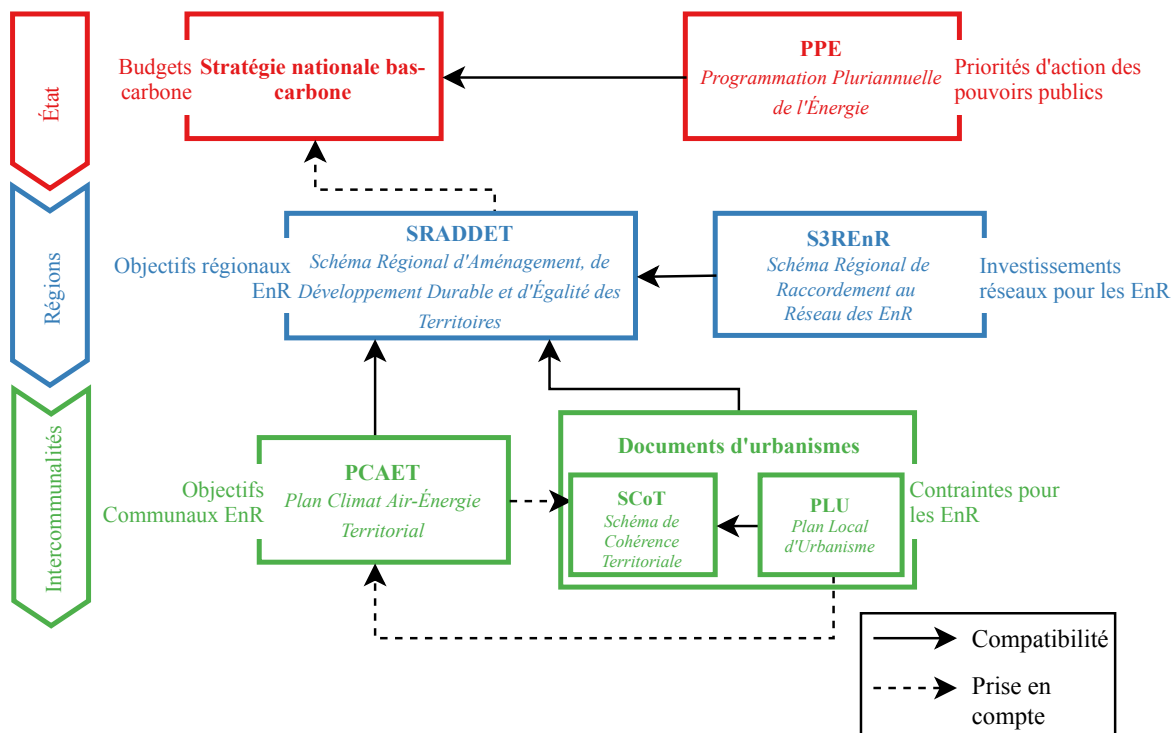 État
Budgets
carbone
Stratégie nationale bas-
carbone
PPE
Programmation Pluriannuelle
de l'Énergie
Priorités d'action des
pouvoirs publics
Régions
Objectifs régionaux
EnR
SRADDET
Schéma Régional d'Aménagement, de
Développement Durable et d'Égalité des
Territoires
S3REnR
Schéma Régional de
Raccordement au
Réseau des EnR
Investissements
réseaux pour les EnR
Intercommunalités
Objectifs
Communaux EnR
PCAET
Plan Climat Air-Énergie
Territorial
Documents d'urbanismes
SCoT
Schéma de
Cohérence
Territoriale
PLU
Plan Local
d'Urbanisme
Contraintes pour
les EnR
Compatibilité
Prise en
compte